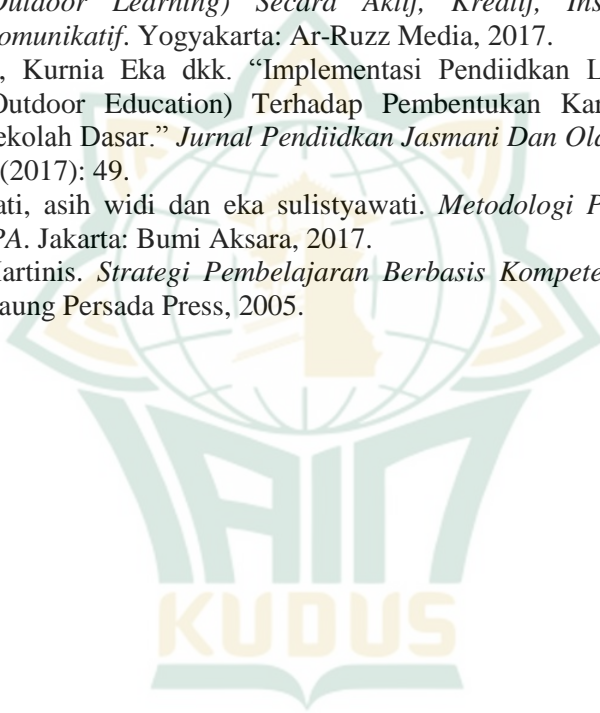 Outdoor Learning) Secara Aktif, Kreatif, Ins
omunikatif. Yogyakarta: Ar-Ruzz Media, 2017.
, Kurnia Eka dkk. “Implementasi Pendiidkan L
Outdoor Education) Terhadap Pembentukan Kar
ekolah Dasar.” Jurnal Pendiidkan Jasmani Dan Ola
(2017): 49.
ati, asih widi dan eka sulistyawati. Metodologi P
PA. Jakarta: Bumi Aksara, 2017.
Martinis. Strategi Pembelajaran Berbasis Kompete
aung Persada Press, 2005.
IAIN
KUDUS